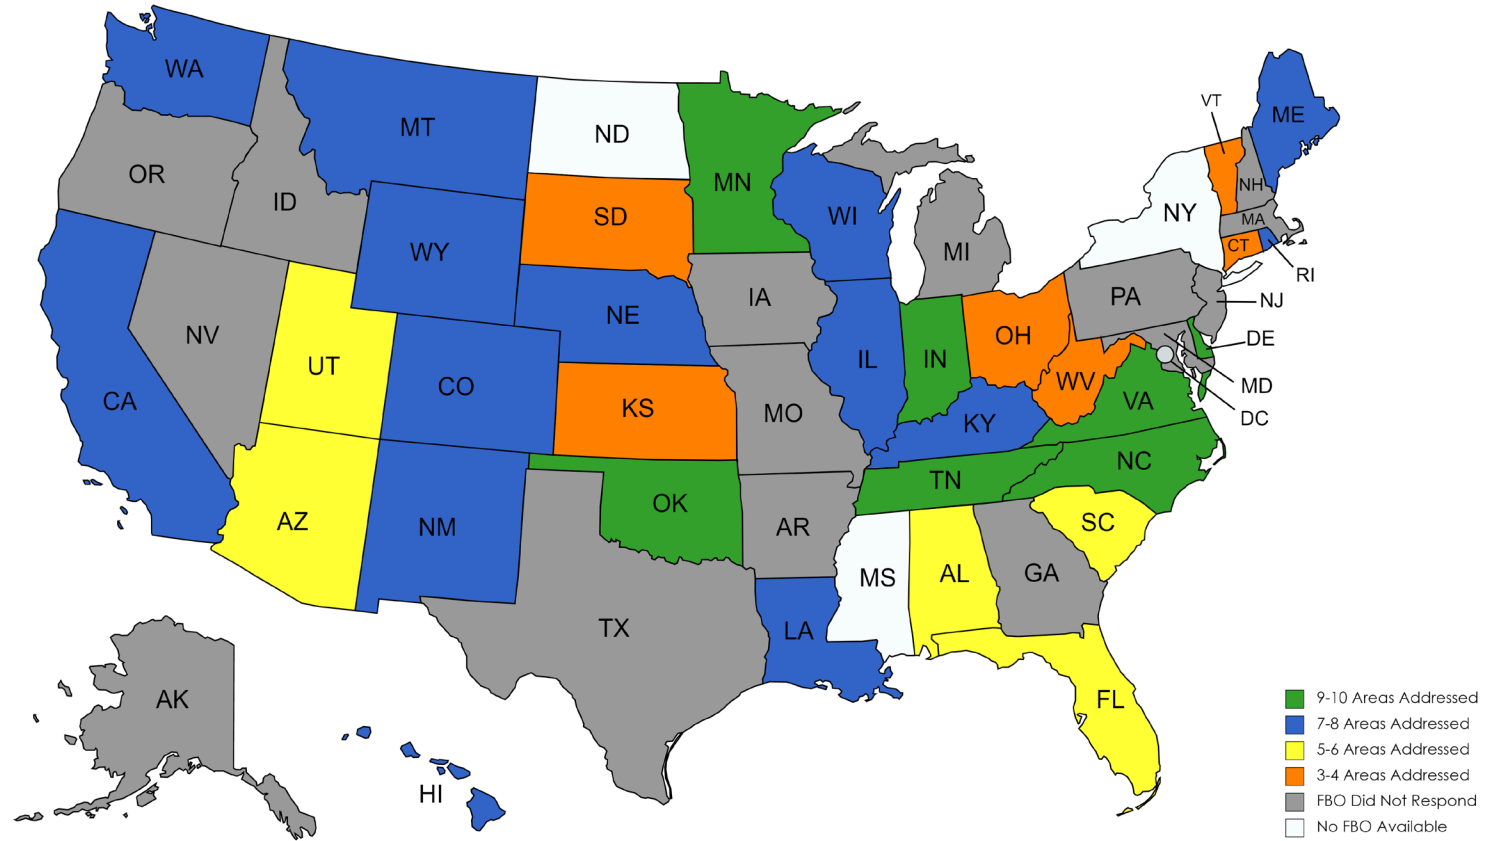 WA
MT
ND
MN
VT
ME
OR
ID
SD
WI
NH
NY
MA
CT
WY
MI
RI
IA
PA
NJ
NE
NV
OH
DE
UT
IL
IN
WV
MD
CO
CA
KS
MO
VA
DC
KY
NC
TN
OK
AZ
NM
AR
SC
MS
AL
GA
TX
LA
AK
FL
HI
9-10 Areas Addressed
7-8 Areas Addressed
5-6 Areas Addressed
3-4 Areas Addressed
FBO Did Not Respond
No FBO Available